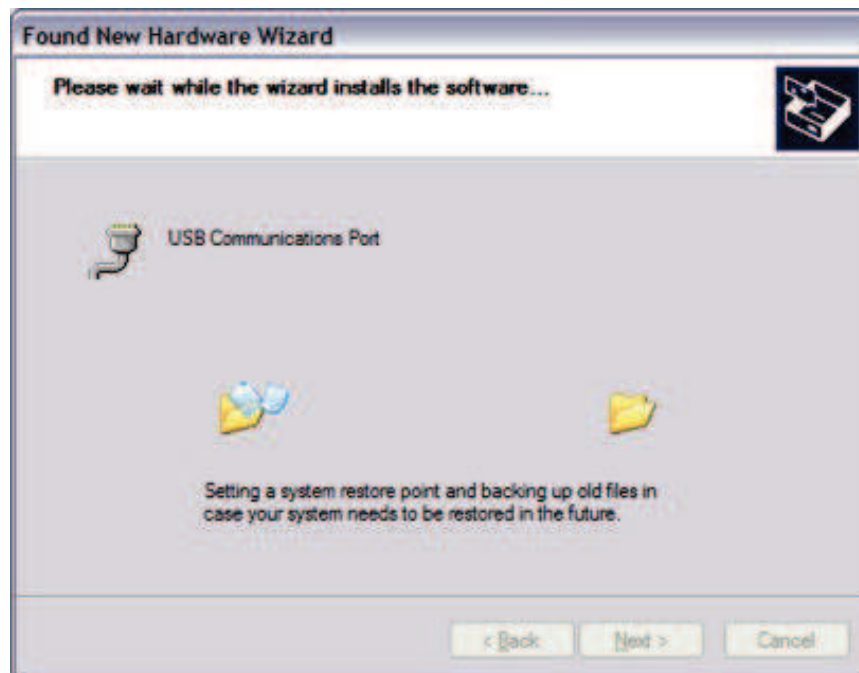 Found New Hardware Wizard
Please wait while the wizard installs the software...
USB Communications Port
Setting a system restore point and backing up old files in
case your system needs to be restored in the future.
< Back
Next >
Cancel